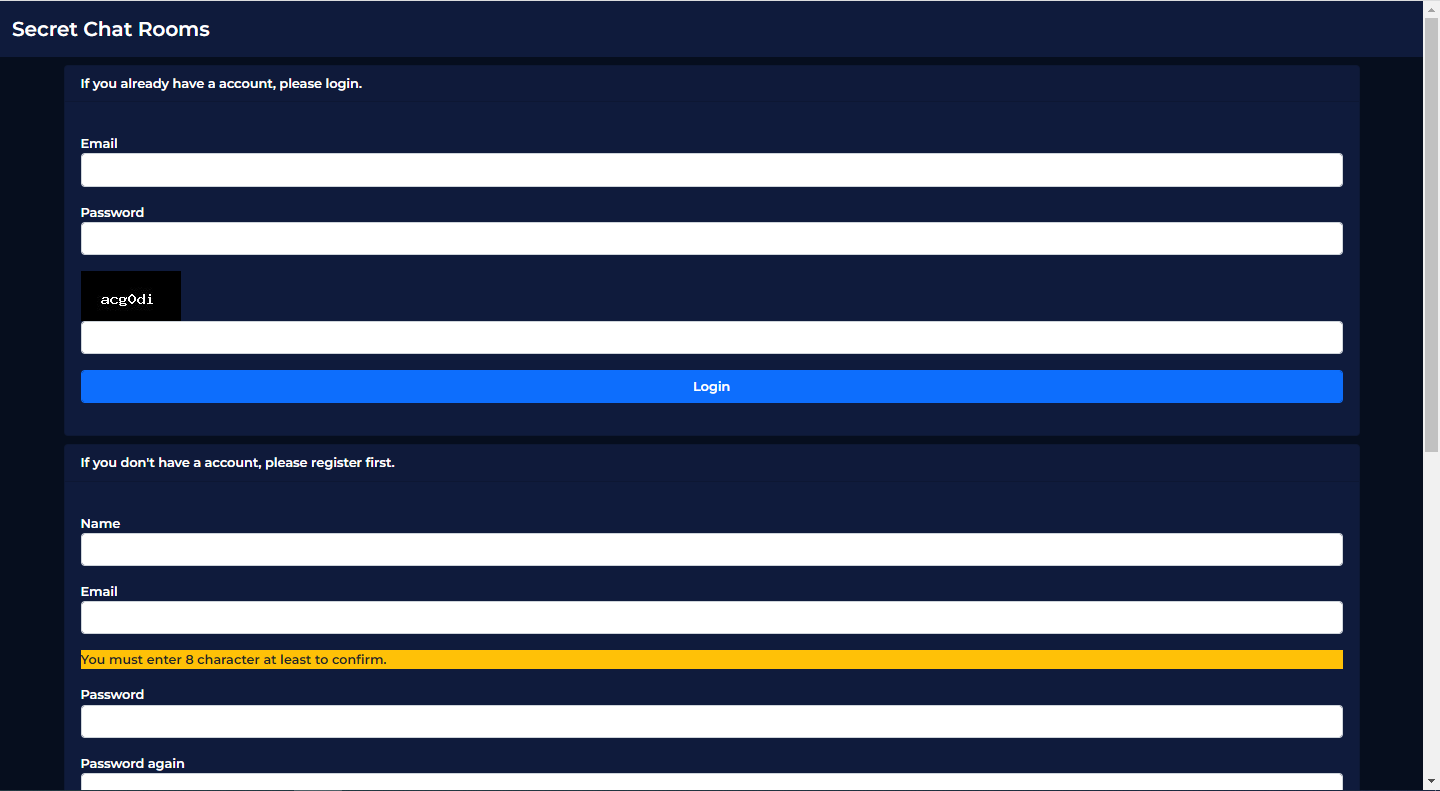 Secret Chat Rooms
If you already have a account, please login.
Email
Password
acg0di
Login
If you don't have a account, please register first.
Name
Email
You must enter 8 character at least to confirm.
Password
Password again